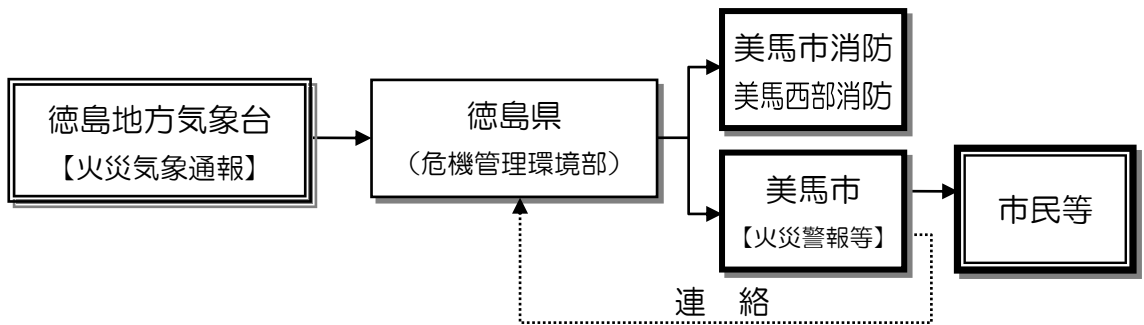 徳島地方気象台
【火災気象通報】
徳島県
（危機管理環境部）
美馬市消防
美馬西部消防
美馬市
【火災警報等】
市民等
連　絡